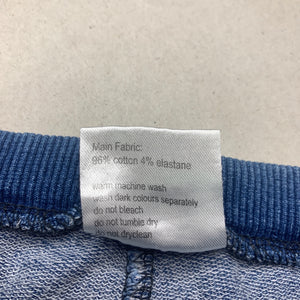 Main Fabric:
96% cotton 4% elastane
warm machine wash
wash dark colours separately
do not bleach
do not tumble dry
do not dryclean